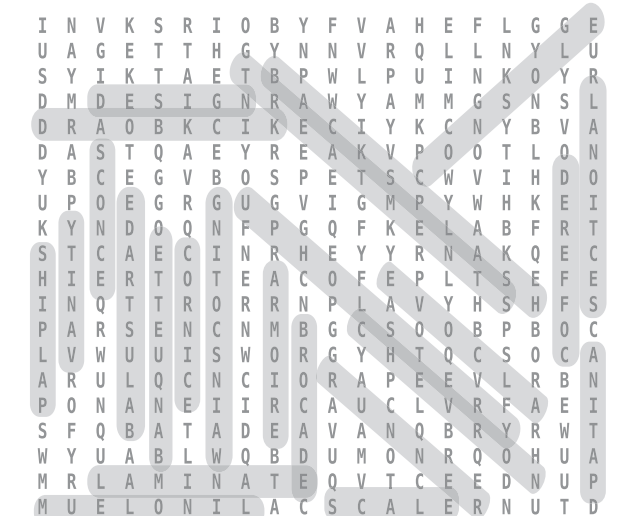 I N V K S R I O B Y F V A H E F L G G E
U A G E T T H G Y N N V R Q L L N Y L U
S Y I K T A E T B P W L P U I N K O Y R
D M D E S I G N R A W Y A M M G S N S L
D R A O B K C I K E C I Y K C N Y B V A
D A S T Q A E Y R E A K V P O O T L O N
Y B C E G V B O S P E T S C W V I H D O
U P O E G R G U G V I G M P Y W H K E I
K Y N D O Q N F P G Q F K E L A B F R T
S T C A E C I N R H E Y Y R N A K Q E C
H I E R T O T E A C O F E P L T S E F E
I N Q T T R O R R N P L A V Y H S H F S
P A R S E N C N M B G C S O O B P B O C
L V W U U I S W O R G Y H T Q C S O C A
A R U L Q C N C I O R A P E E V L R B N
P O N A N E I I R C A U C L V R F A E I
S F Q B A T A D E A V A N Q B R Y R W T
W Y U A B L W Q B D U M O N R Q O H U A
M R L A M I N A T E Q V T C E E D N U P
M U E L O N I L A C S C A L E R N U T D